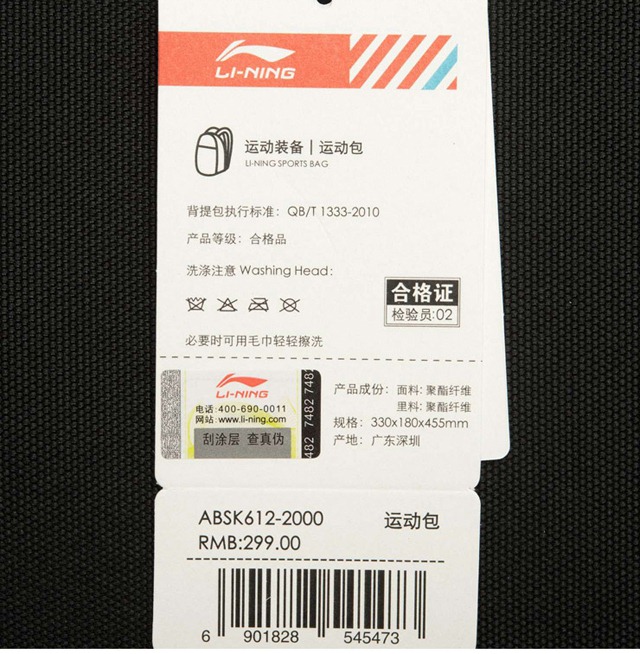 LI-NING
运动装备 | 运动包
LI-NING SPORTS BAG
背提包执行标准: QB/T 1333-2010
产品等级: 合格品
洗涤注意 Washing Head:
合格证
检验员:02
必要时可用毛巾轻轻擦洗
LI-NING
电话:400-690-0011
网站:www.li-ning.com
刮涂层 查真伪
482 7482 7482
产品成份: 面料: 聚酯纤维
里料: 聚酯纤维
规格: 330x180x455mm
产地: 广东深圳
ABSK612-2000 运动包
RMB:299.00
6 901828 545473